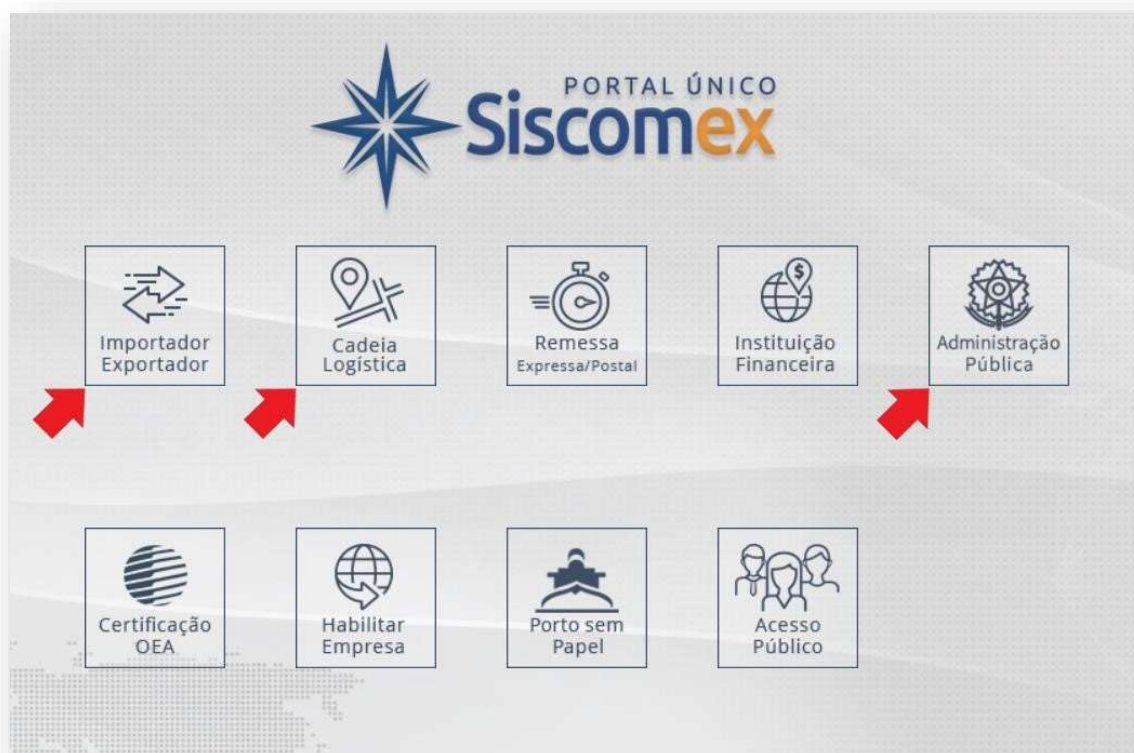 PORTAL ÚNICO
Siscomex
Importador
Exportador
Cadeia
Logística
Remessa
Expressa/Postal
$
Instituição
Financeira
Administração
Pública
Certificação
OEA
Habilitar
Empresa
Porto sem
Papel
Acesso
Público